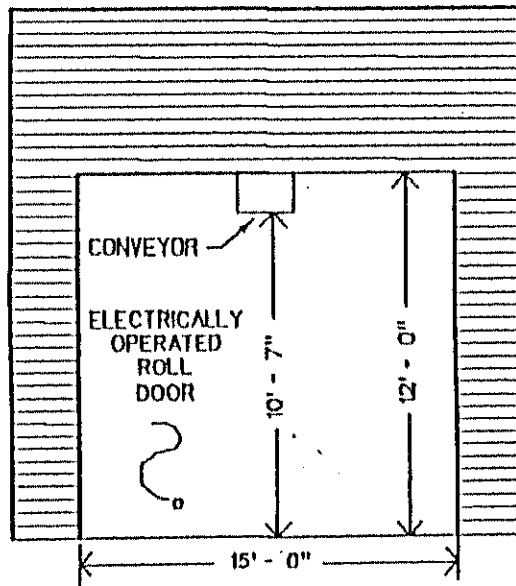 CONVEYOR
ELECTRICALLY
OPERATED
ROLL
DOOR
10' - 7"
12' - 0"
15' - 0"